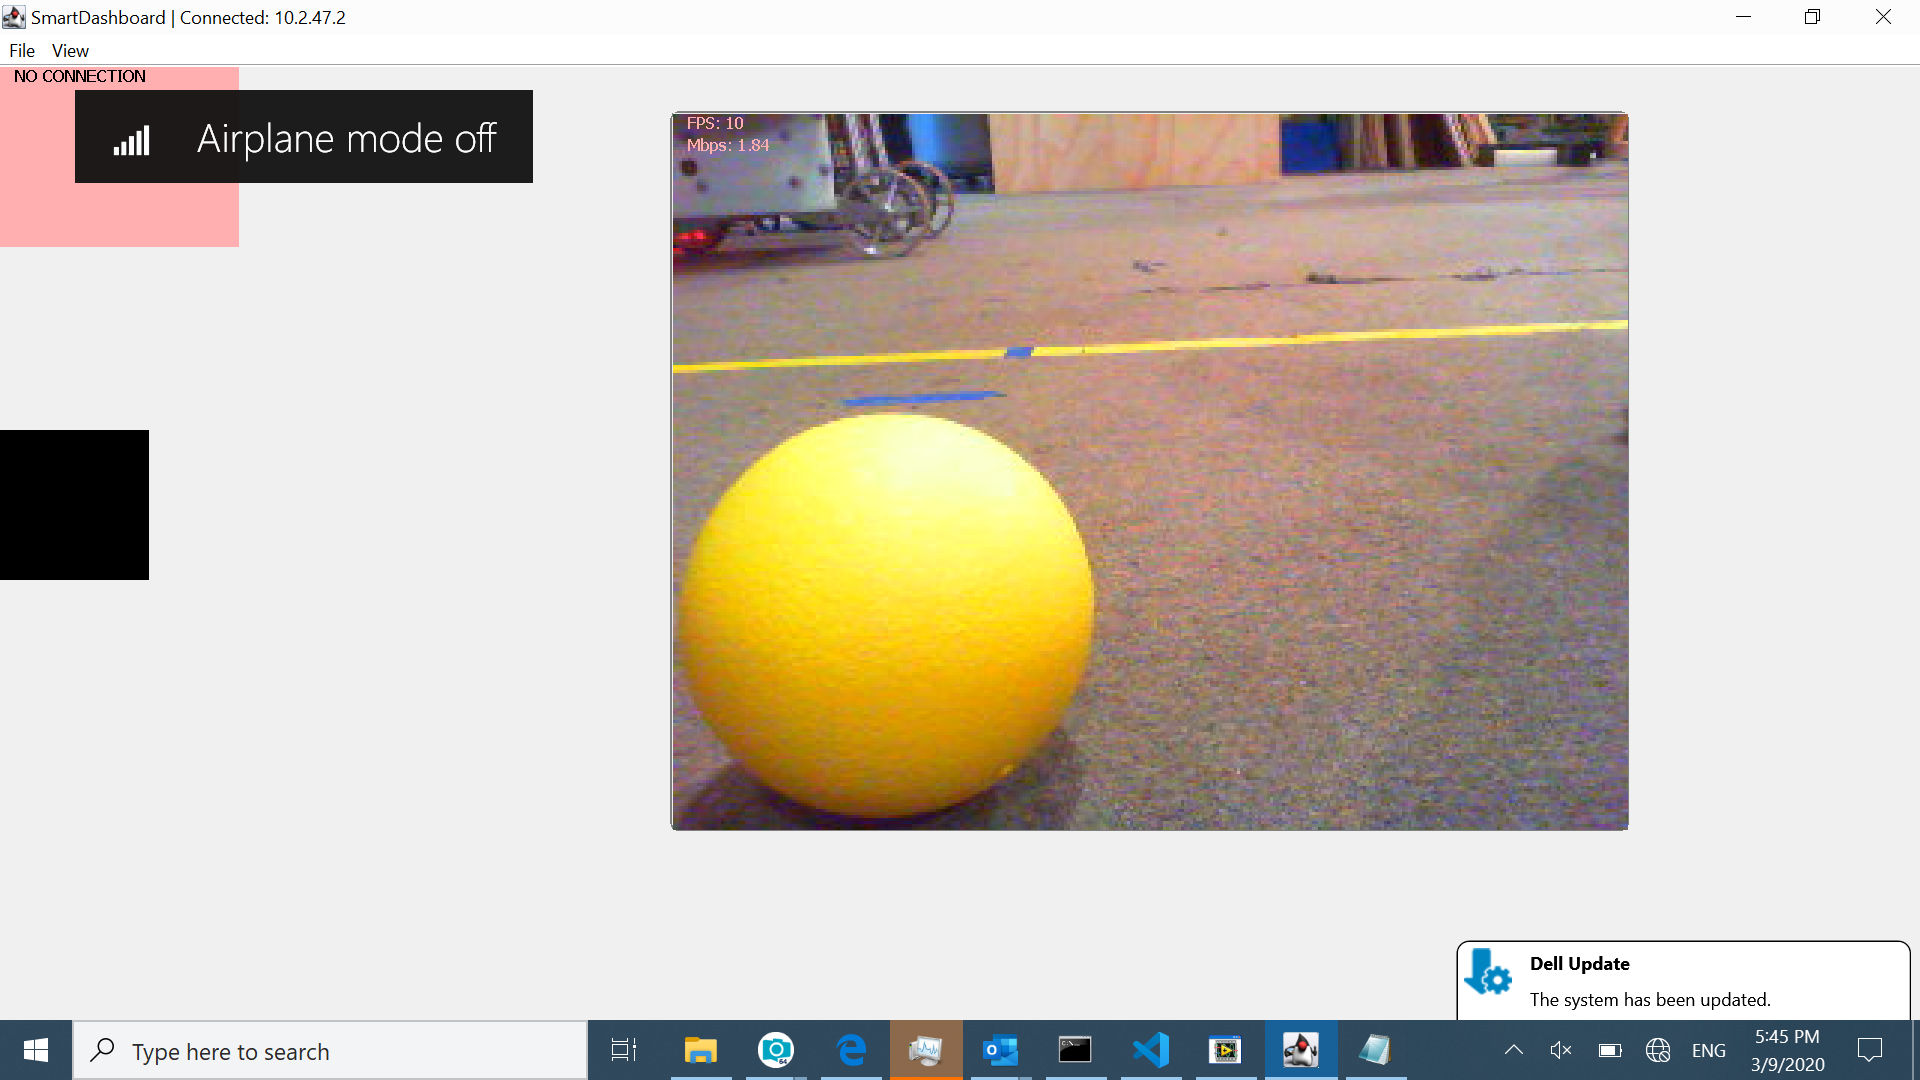 SmartDashboard | Connected: 10.2.47.2
File View
NO CONNECTION
Airplane mode off
FPS: 10
Mbps: 1.84
Dell Update
The system has been updated.
Type here to search
64
ENG
5:45 PM
3/9/2020